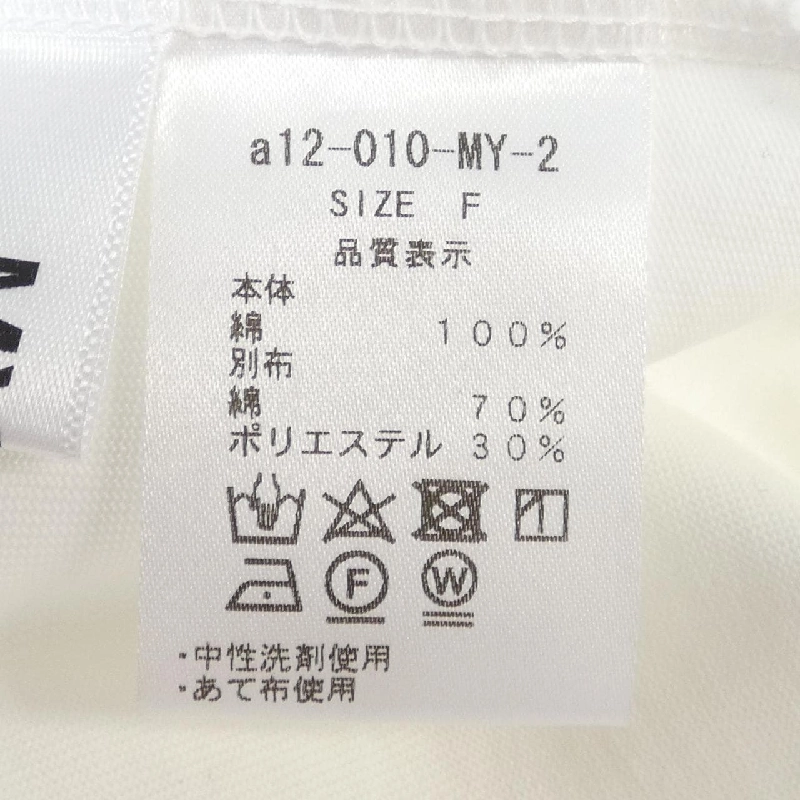 a12-010-MY-2
SIZE F
品質表示
本体
綿 100%
別布
綿 70%
ポリエステル 30%
F W
・中性洗剤使用
・あて布使用